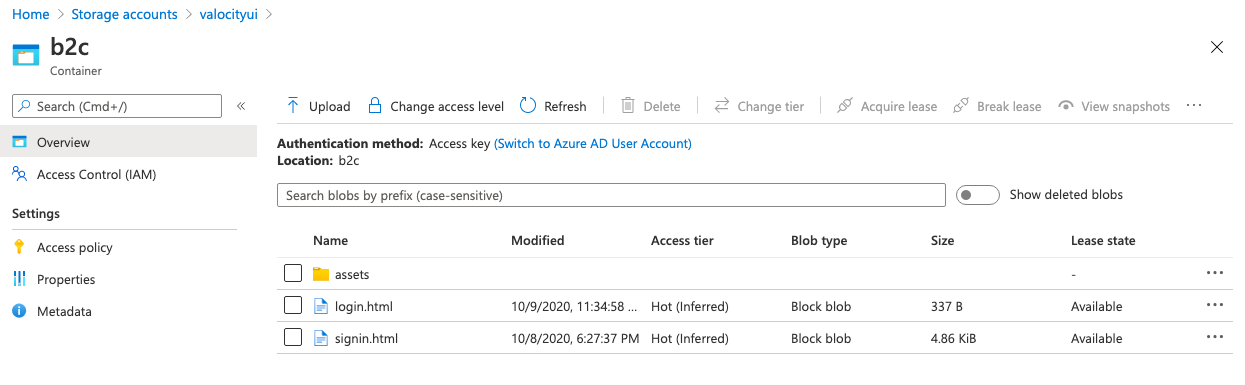 Home > Storage accounts > valocityui >
b2c
Container
Search (Cmd+/)
Overview
Access Control (IAM)
Settings
Access policy
Properties
Metadata
Upload Change access level Refresh Delete Change tier Acquire lease Break lease View snapshots ...
Authentication method: Access key (Switch to Azure AD User Account)
Location: b2c
Search blobs by prefix (case-sensitive) Show deleted blobs
Name Modified Access tier Blob type Size Lease state
assets - ...
login.html 10/9/2020, 11:34:58 ... Hot (Inferred) Block blob 337 B Available ...
signin.html 10/8/2020, 6:27:37 PM Hot (Inferred) Block blob 4.86 KiB Available ...